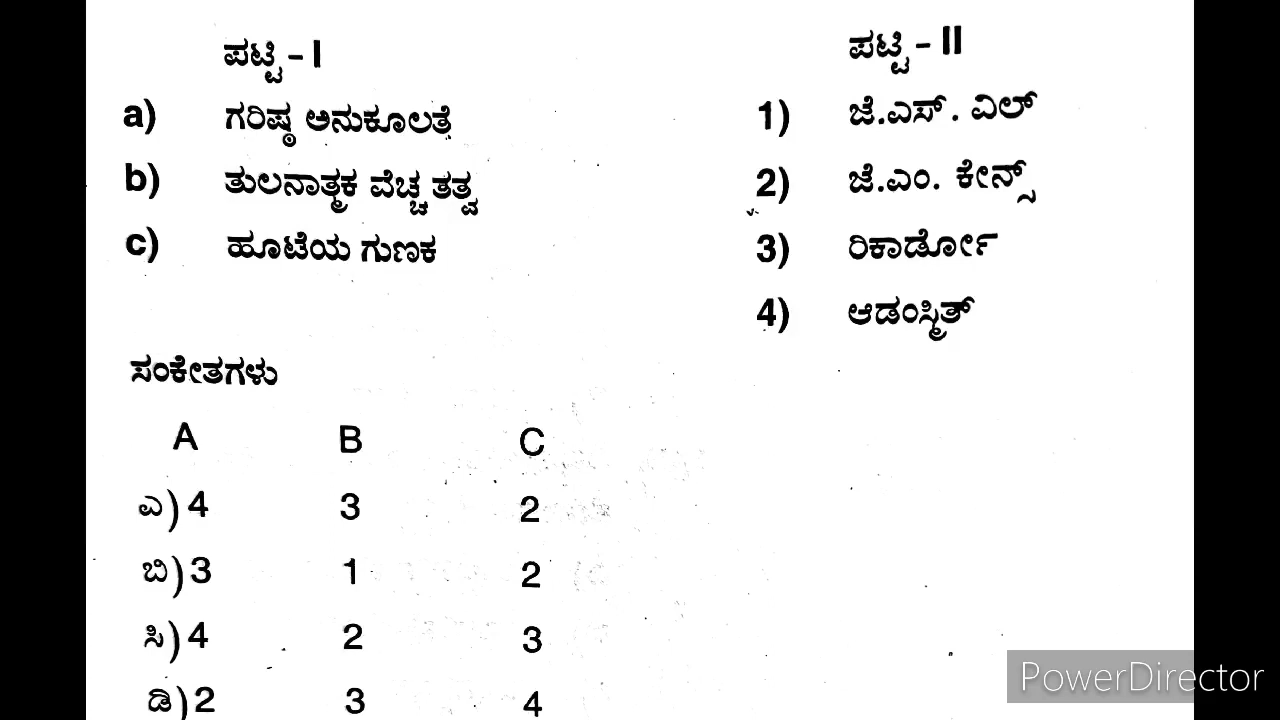 ಪಟ್ಟಿ - I ಪಟ್ಟಿ - II
a) ಗರಿಷ್ಠ ಅನುಕೂಲತೆ 1) ಜೆ.ಎಸ್. ವಿಲ್
b) ತುಲನಾತ್ಮಕ ವೆಚ್ಚ ತತ್ವ 2) ಜೆ.ಎಂ. ಕೇನ್ಸ್
c) ಹೂಟೆಯ ಗುಣಕ 3) ರಿಕಾರ್ಡೋ
4) ಆಡಂಸ್ಮಿತ್
ಸಂಕೇತಗಳು
A B C
ಎ) 4 3 2
ಬಿ) 3 1 2
ಸಿ) 4 2 3
ಡಿ) 2 3 4
PowerDirector